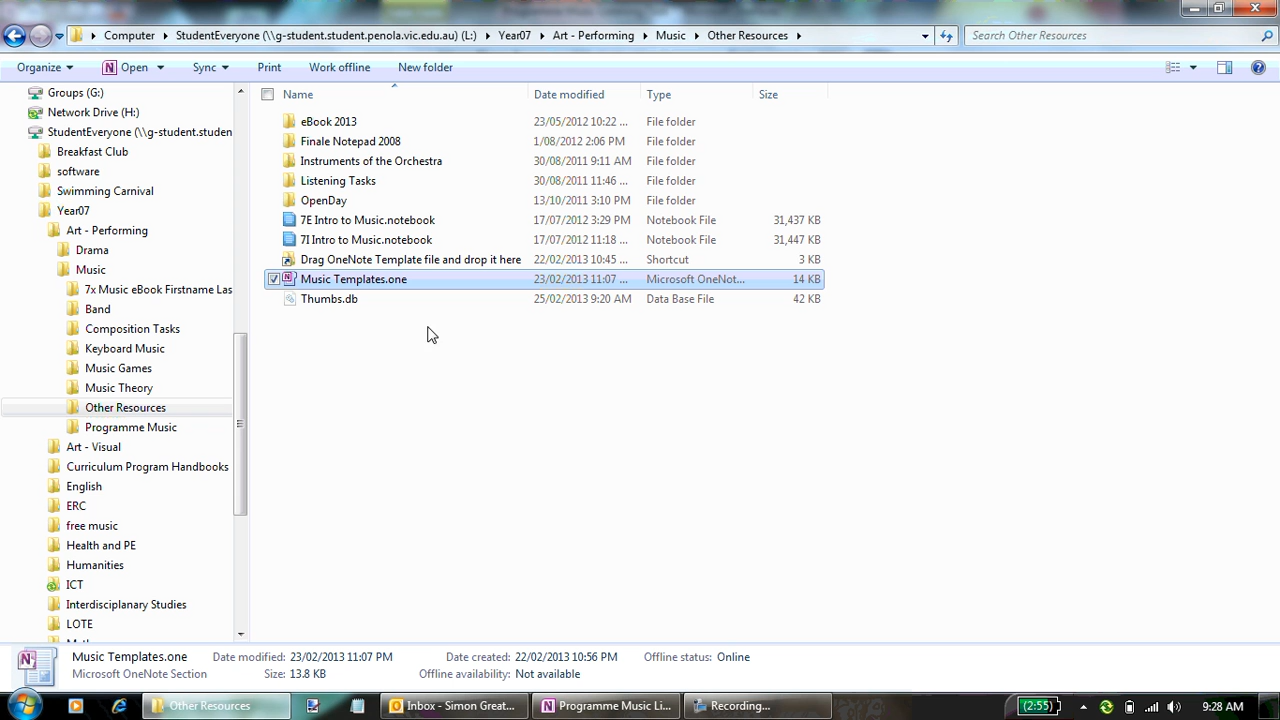 Computer StudentEveryone (\\g-student.student.penola.vic.edu.au) (L:) Year07 Art - Performing Music Other Resources Search Other Resources
Organize Open Sync Print Work offline New folder
Groups (G:)
Network Drive (H:)
StudentEveryone (\\g-student.studen
Breakfast Club
software
Swimming Carnival
Year07
Art - Performing
Drama
Music
7x Music eBook Firstname Las
Band
Composition Tasks
Keyboard Music
Music Games
Music Theory
Other Resources
Programme Music
Art - Visual
Curriculum Program Handbooks
English
ERC
free music
Health and PE
Humanities
ICT
Interdisciplanary Studies
LOTE
Name Date modified Type Size
eBook 2013 23/05/2012 10:22 ... File folder
Finale Notepad 2008 1/08/2012 2:06 PM File folder
Instruments of the Orchestra 30/08/2011 9:11 AM File folder
Listening Tasks 30/08/2011 11:46 ... File folder
OpenDay 13/10/2011 3:10 PM File folder
7E Intro to Music.notebook 17/07/2012 3:29 PM Notebook File 31,437 KB
7I Intro to Music.notebook 17/07/2012 11:18 ... Notebook File 31,447 KB
Drag OneNote Template file and drop it here 22/02/2013 10:45 ... Shortcut 3 KB
Music Templates.one 23/02/2013 11:07 ... Microsoft OneNot... 14 KB
Thumbs.db 25/02/2013 9:20 AM Data Base File 42 KB
Music Templates.one Date modified: 23/02/2013 11:07 PM Date created: 22/02/2013 10:56 PM Offline status: Online
Microsoft OneNote Section Size: 13.8 KB Offline availability: Not available
Other Resources Inbox - Simon Great... Programme Music Li... Recording... (2:55) 9:28 AM